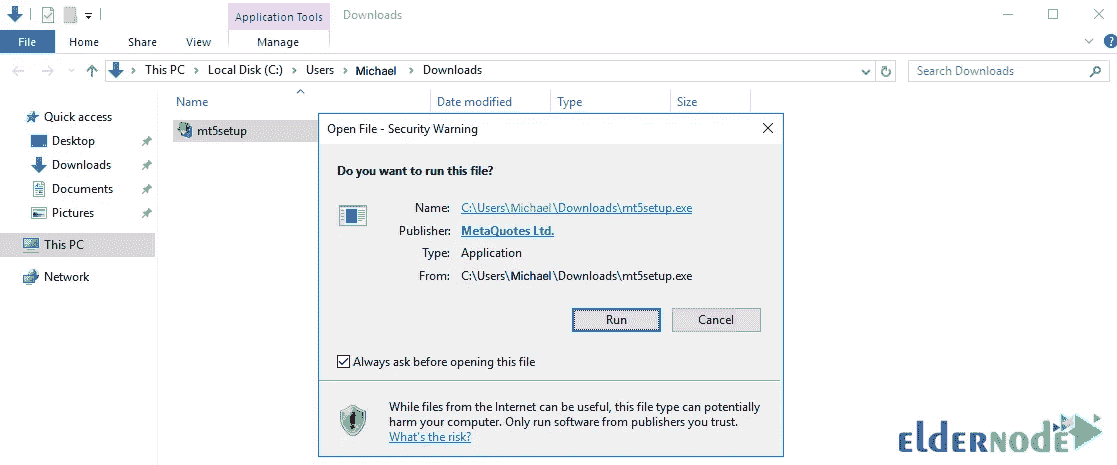 Application Tools
Downloads
File
Home
Share
View
Manage
This PC
Local Disk (C:)
Users
Michael
Downloads
Search Downloads
Name
Date modified
Type
Size
Quick access
Desktop
Downloads
Documents
Pictures
This PC
Network
mt5setup
Open File - Security Warning
Do you want to run this file?
Name: C:\Users\Michael\Downloads\mt5setup.exe
Publisher: MetaQuotes Ltd.
Type: Application
From: C:\Users\Michael\Downloads\mt5setup.exe
Run
Cancel
Always ask before opening this file
While files from the Internet can be useful, this file type can potentially
harm your computer. Only run software from publishers you trust.
What's the risk?
ELDERNODE